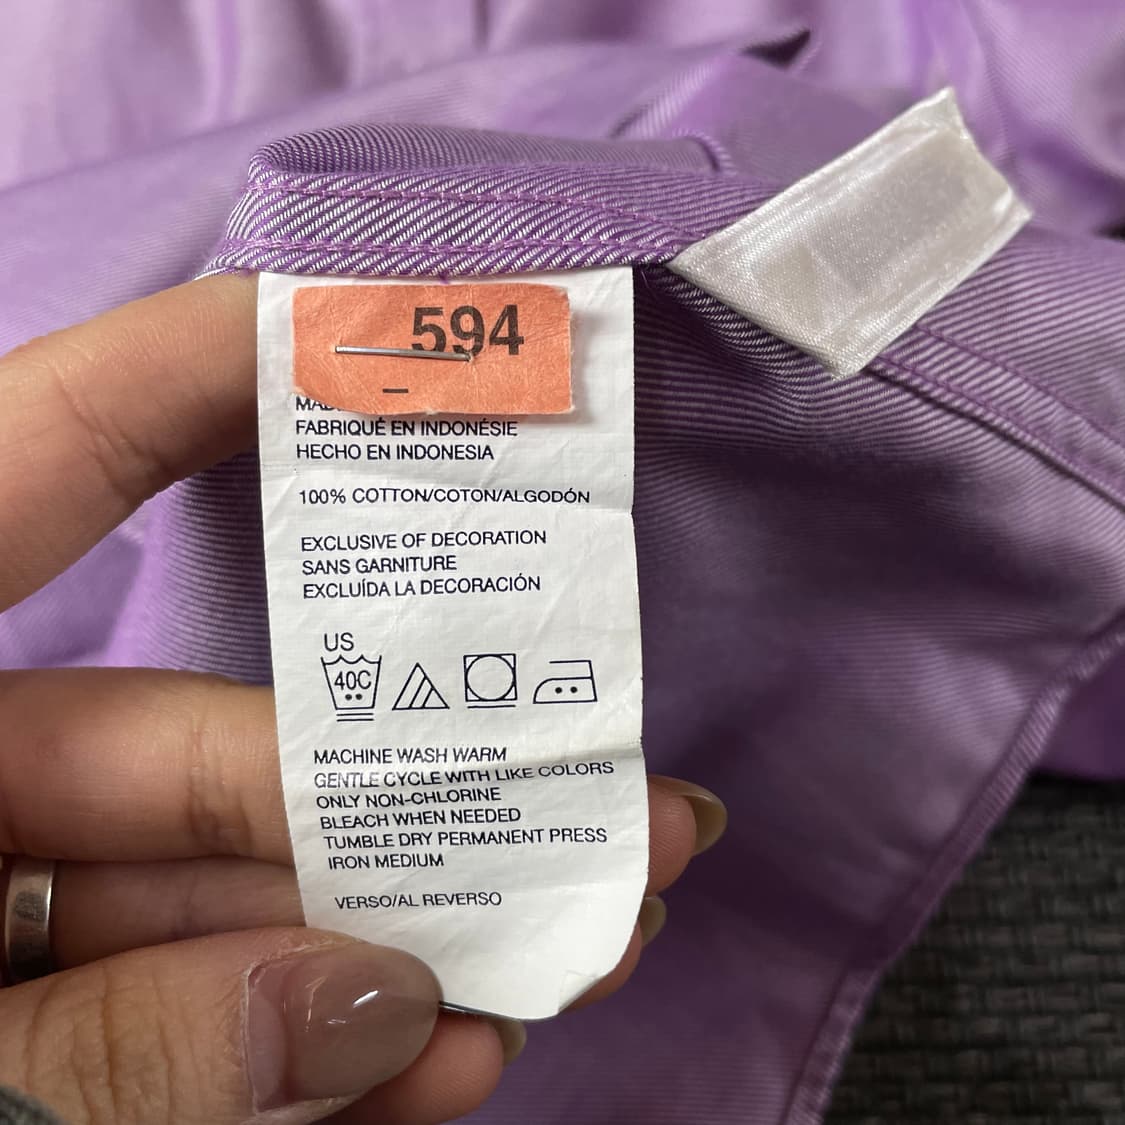 594
FABRIQUÉ EN INDONÉSIE
HECHO EN INDONESIA
100% COTTON/COTON/ALGODÓN
EXCLUSIVE OF DECORATION
SANS GARNITURE
EXCLUÍDA LA DECORACIÓN
US
40C
MACHINE WASH WARM
GENTLE CYCLE WITH LIKE COLORS
ONLY NON-CHLORINE
BLEACH WHEN NEEDED
TUMBLE DRY PERMANENT PRESS
IRON MEDIUM
VERSO/AL REVERSO